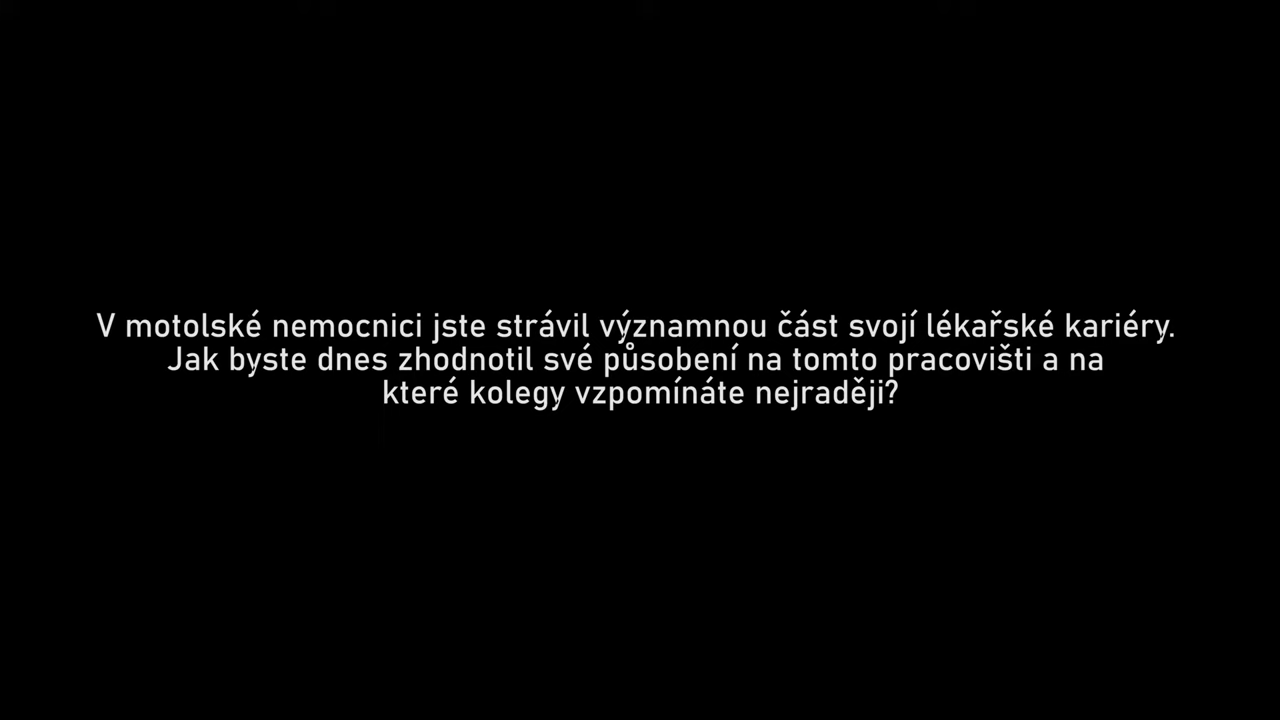 V motolské nemocnici jste strávil významnou část svojí lékařské kariéry.
Jak byste dnes zhodnotil své působení na tomto pracovišti a na
které kolegy vzpomínáte nejraději?